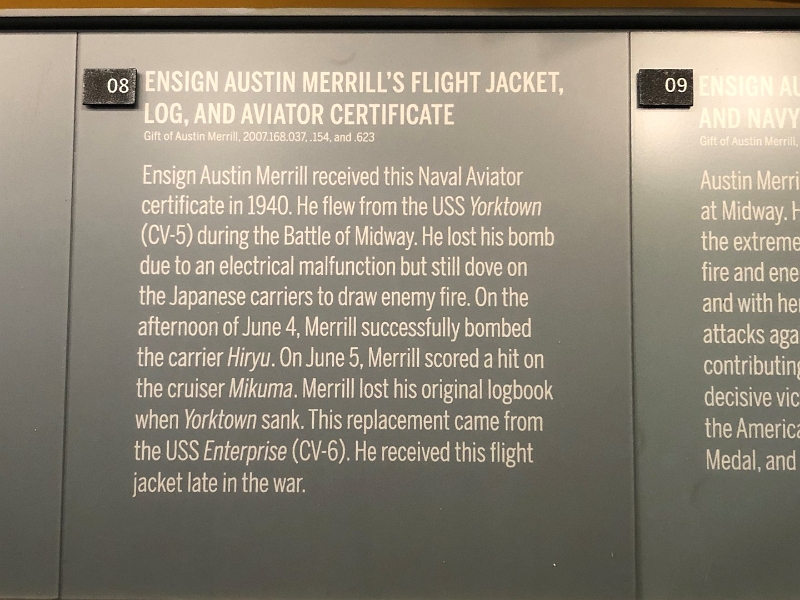 08
ENSIGN AUSTIN MERRILL'S FLIGHT JACKET,
LOG, AND AVIATOR CERTIFICATE
Gift of Austin Merrill, 2007.168.037, .154, and .623
Ensign Austin Merrill received this Naval Aviator
certificate in 1940. He flew from the USS Yorktown
(CV-5) during the Battle of Midway. He lost his bomb
due to an electrical malfunction but still dove on
the Japanese carriers to draw enemy fire. On the
afternoon of June 4, Merrill successfully bombed
the carrier Hiryu. On June 5, Merrill scored a hit on
the cruiser Mikuma. Merrill lost his original logbook
when Yorktown sank. This replacement came from
the USS Enterprise (CV-6). He received this flight
jacket late in the war.
09
ENSIGN AU
AND NAVY
Gift of Austin Merrill,
Austin Merri
at Midway. H
the extreme
fire and ene
and with her
attacks aga
contributing
decisive vic
the America
Medal, and